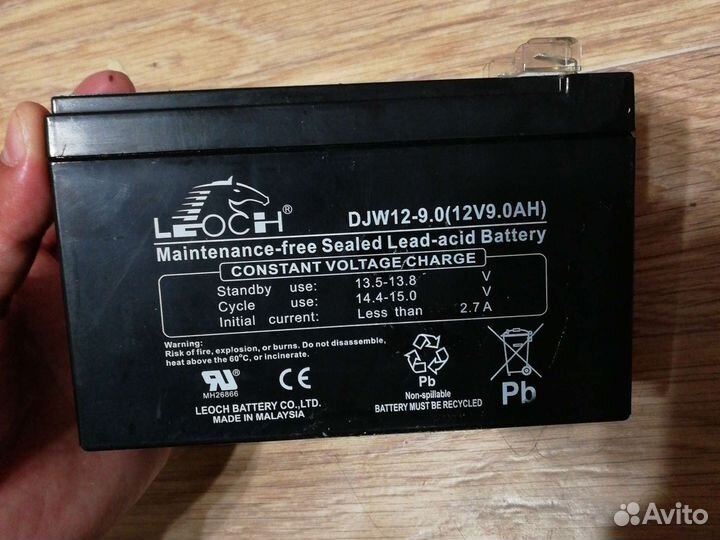 LEOCH®
DJW12-9.0(12V9.0AH)
Maintenance-free Sealed Lead-acid Battery
CONSTANT VOLTAGE CHARGE
Standby use: 13.5-13.8 V
Cycle use: 14.4-15.0 V
Initial current: Less than 2.7 A
Warning:
Risk of fire, explosion, or burns. Do not disassemble,
heat above the 60°C, or incinerate.
MH26866
LEOCH BATTERY CO.,LTD.
MADE IN MALAYSIA
Pb
Non-spillable
BATTERY MUST BE RECYCLED
Pb
Avito